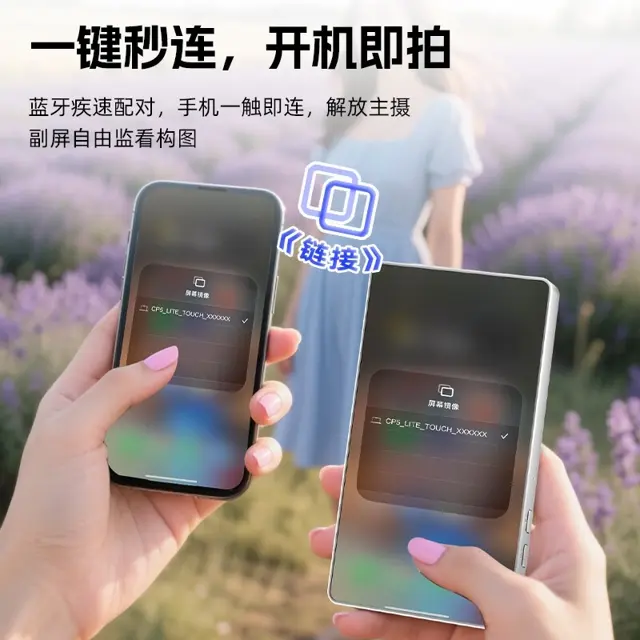 一键秒连，开机即拍
蓝牙疾速配对，手机一触即连，解放主摄
副屏自由监看构图
《链接》
屏幕镜像
CPS_LITE_TOUCH_XXXXXX
屏幕镜像
CPS_LITE_TOUCH_XXXXXX